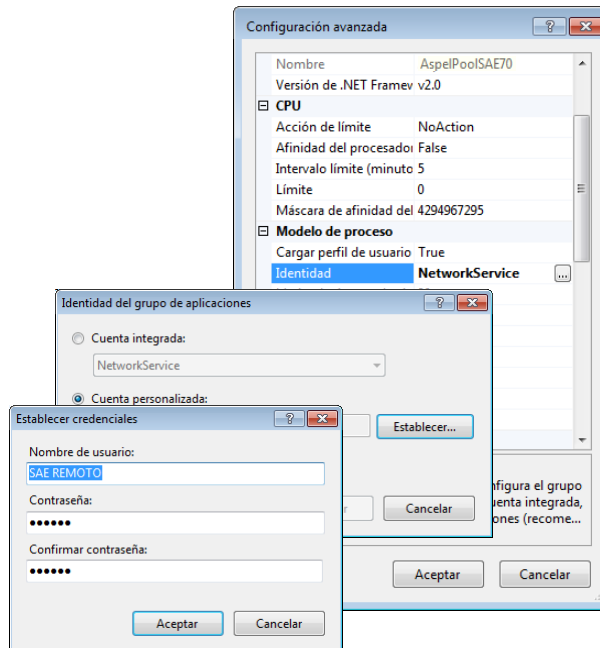 Configuración avanzada
Nombre AspelPoolSAE70
Versión de .NET Framev v2.0
CPU
Acción de límite NoAction
Afinidad del procesador False
Intervalo límite (minuto 5
Límite 0
Máscara de afinidad del 4294967295
Modelo de proceso
Cargar perfil de usuario True
Identidad NetworkService ...
Identidad del grupo de aplicaciones
Cuenta integrada:
NetworkService
Cuenta personalizada:
Establecer...
Cancelar
Establecer credenciales
Nombre de usuario:
SAE REMOTO
Contraseña:
••••••
Confirmar contraseña:
••••••
Aceptar Cancelar
nfigura el grupo
uenta integrada,
ones (recome...
Aceptar Cancelar